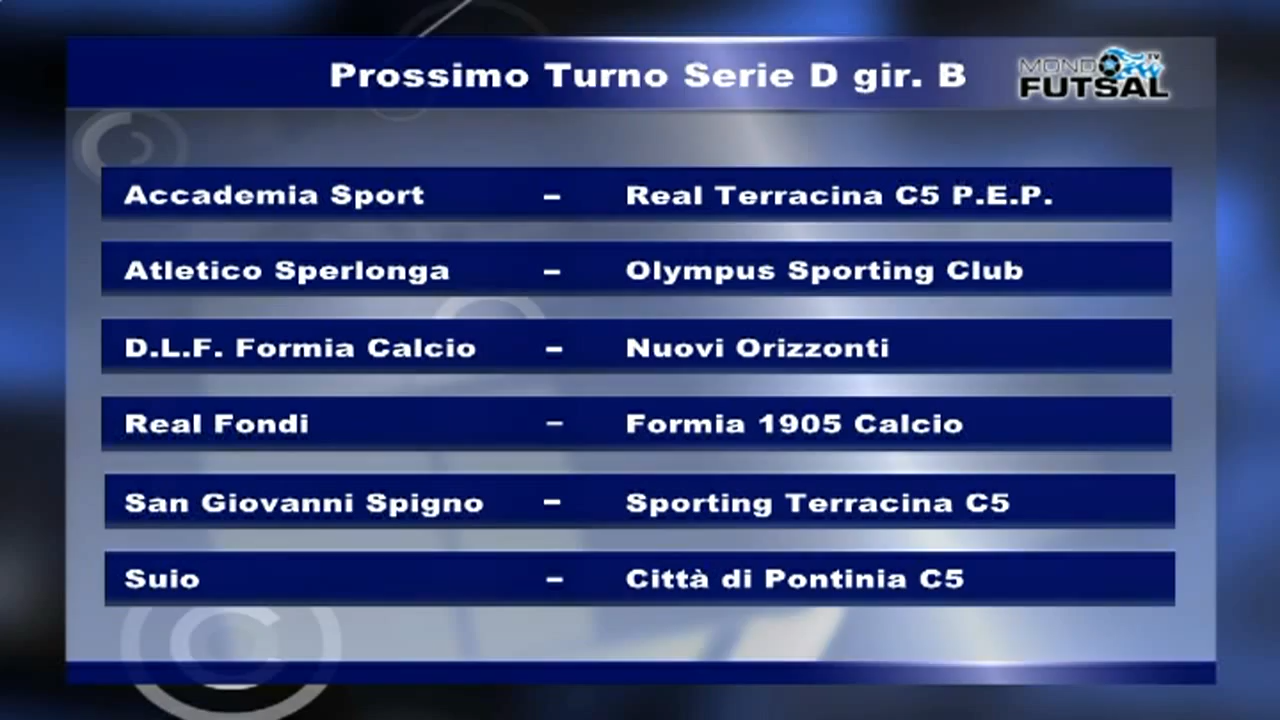 Prossimo Turno Serie D gir. B
MONDO TV
FUTSAL
Accademia Sport – Real Terracina C5 P.E.P.
Atletico Sperlonga – Olympus Sporting Club
D.L.F. Formia Calcio – Nuovi Orizzonti
Real Fondi – Formia 1905 Calcio
San Giovanni Spigno – Sporting Terracina C5
Suio – Città di Pontinia C5